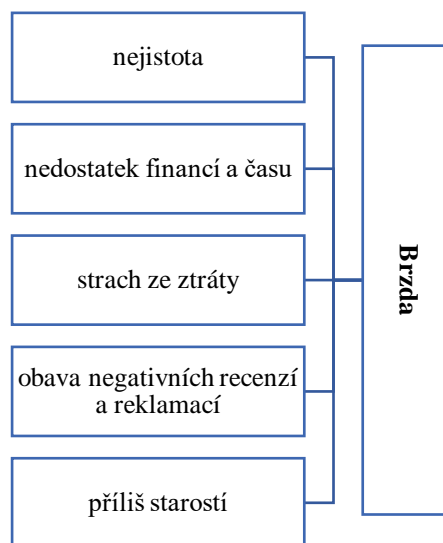 nejistota
nedostatek financí a času
strach ze ztráty
obava negativních recenzí
a reklamací
příliš starostí
Brzda